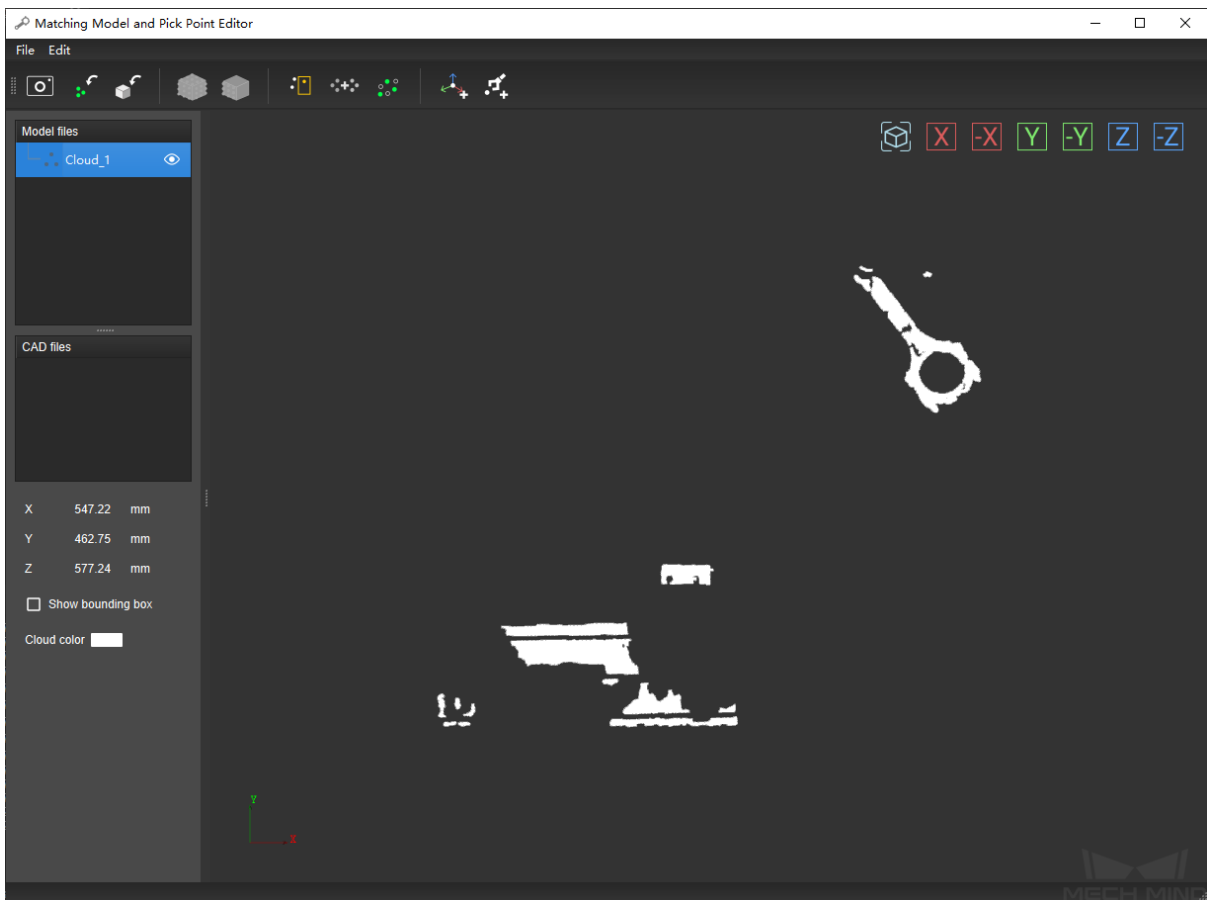 Matching Model and Pick Point Editor
File Edit
X -X Y -Y Z -Z
Model files
Cloud_1
CAD files
X 547.22 mm
Y 462.75 mm
Z 577.24 mm
Show bounding box
Cloud color
Y
X
MECH MIND